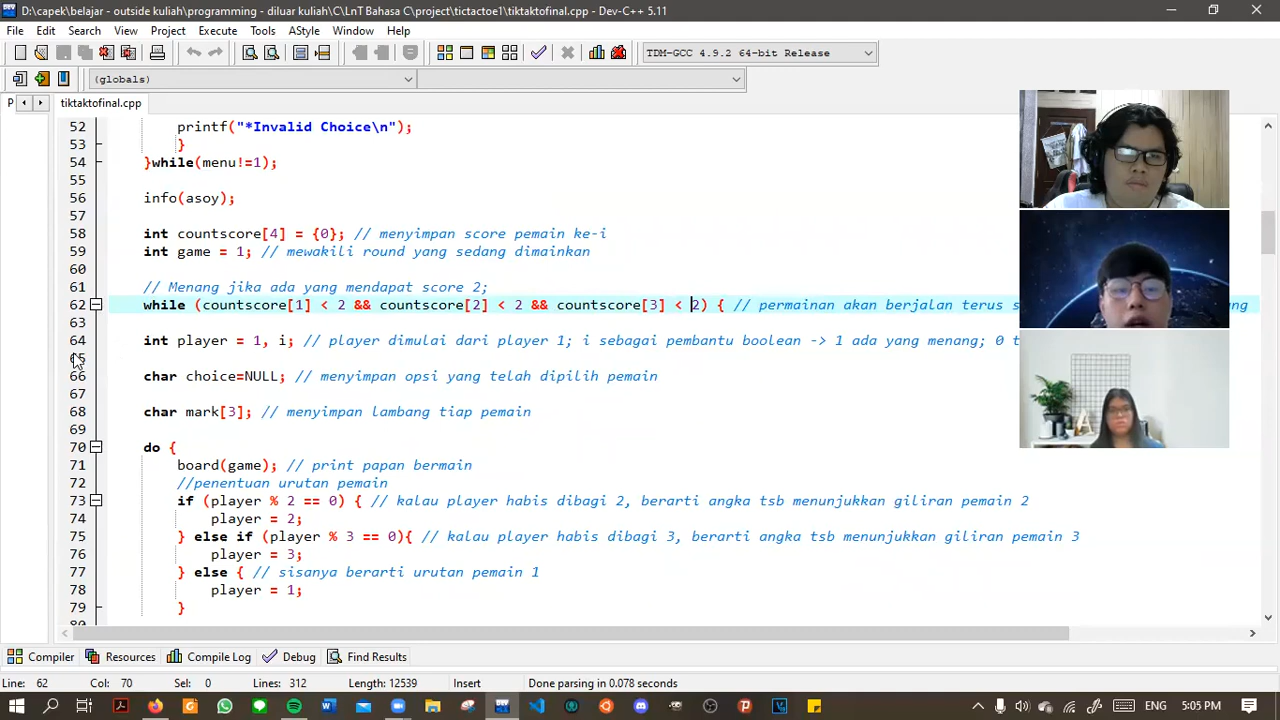 D:\capek\belajar - outside kuliah\programming - diluar kuliah\C\LnT Bahasa C\project\tictactoe1\tiktaktofinal.cpp - Dev-C++ 5.11
File Edit Search View Project Execute Tools AStyle Window Help
TDM-GCC 4.9.2 64-bit Release
(globals)
P tiktaktofinal.cpp
52 printf("*Invalid Choice\n");
53 }
54 }while(menu!=1);
55
56 info(asoy);
57
58 int countscore[4] = {0}; // menyimpan score pemain ke-i
59 int game = 1; // mewakili round yang sedang dimainkan
60
61 // Menang jika ada yang mendapat score 2;
62 while (countscore[1] < 2 && countscore[2] < 2 && countscore[3] < 2) { // permainan akan berjalan terus s
63
64 int player = 1, i; // player dimulai dari player 1; i sebagai pembantu boolean -> 1 ada yang menang; 0 t
65
66 char choice=NULL; // menyimpan opsi yang telah dipilih pemain
67
68 char mark[3]; // menyimpan lambang tiap pemain
69
70 do {
71 board(game); // print papan bermain
72 //penentuan urutan pemain
73 if (player % 2 == 0) { // kalau player habis dibagi 2, berarti angka tsb menunjukkan giliran pemain 2
74 player = 2;
75 } else if (player % 3 == 0){ // kalau player habis dibagi 3, berarti angka tsb menunjukkan giliran pemain 3
76 player = 3;
77 } else { // sisanya berarti urutan pemain 1
78 player = 1;
79 }
80
Compiler Resources Compile Log Debug Find Results
Line: 62 Col: 70 Sel: 0 Lines: 312 Length: 12539 Insert Done parsing in 0.078 seconds
ENG 5:05 PM